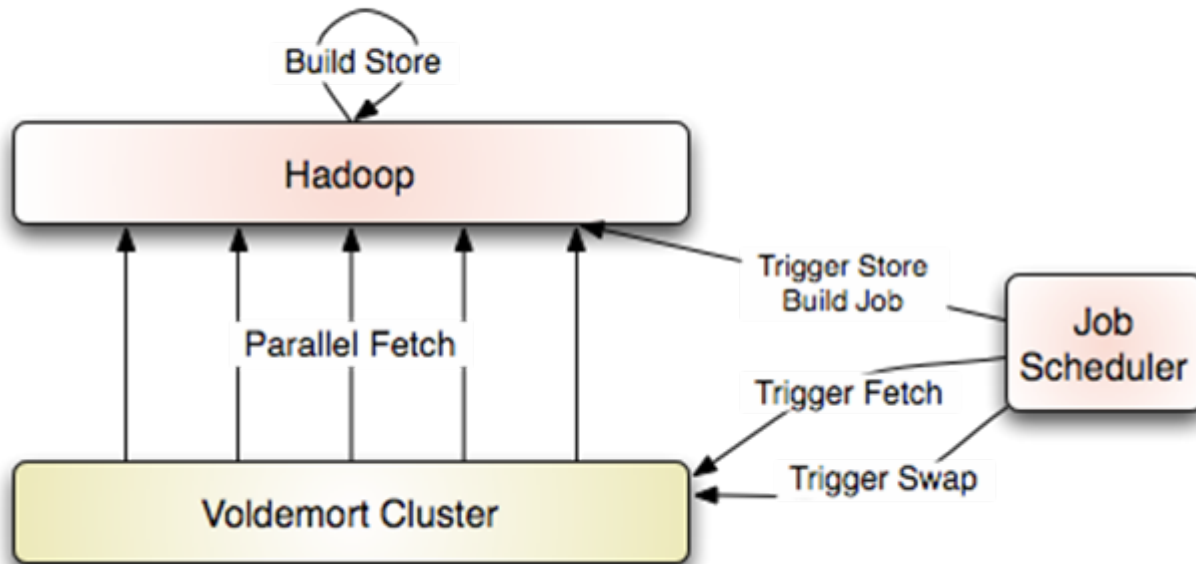 Build Store
Hadoop
Trigger Store
Build Job
Job
Scheduler
Parallel Fetch
Trigger Fetch
Trigger Swap
Voldemort Cluster